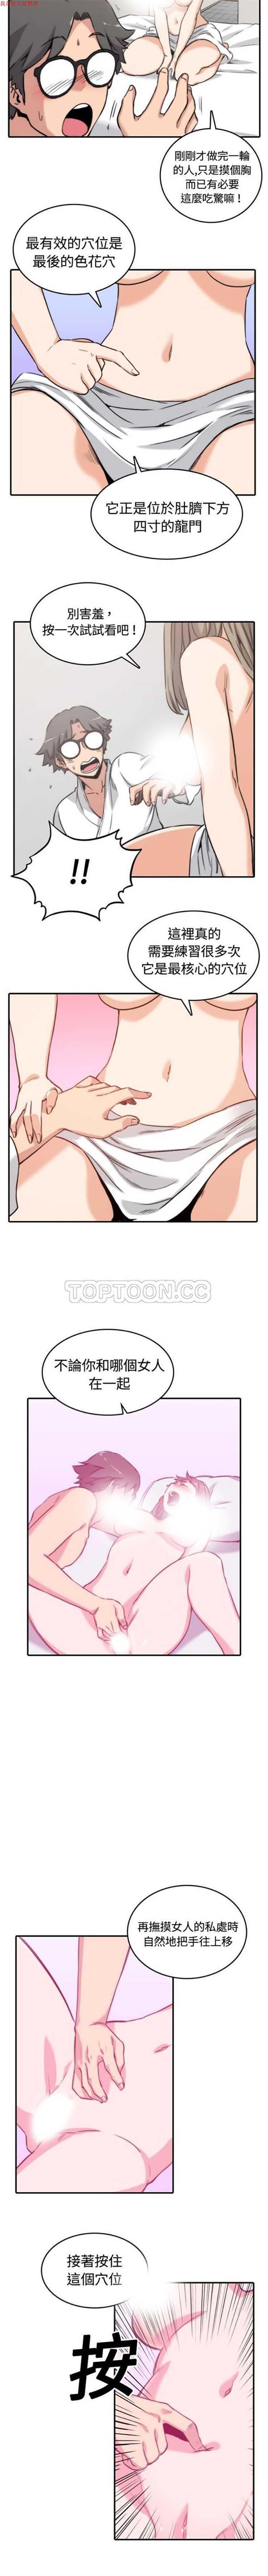 剛剛才做完一輪
的人,只是摸個胸
而已有必要
這麼吃驚嘛！
最有效的穴位是
最後的色花穴
它正是位於肚臍下方
四寸的龍門
別害羞，
按一次試試看吧！
!!
這裡真的
需要練習很多次
它是最核心的穴位
TOPTOON.CC
不論你和哪個女人
在一起
再撫摸女人的私處時
自然地把手往上移
接著按住
這個穴位
按